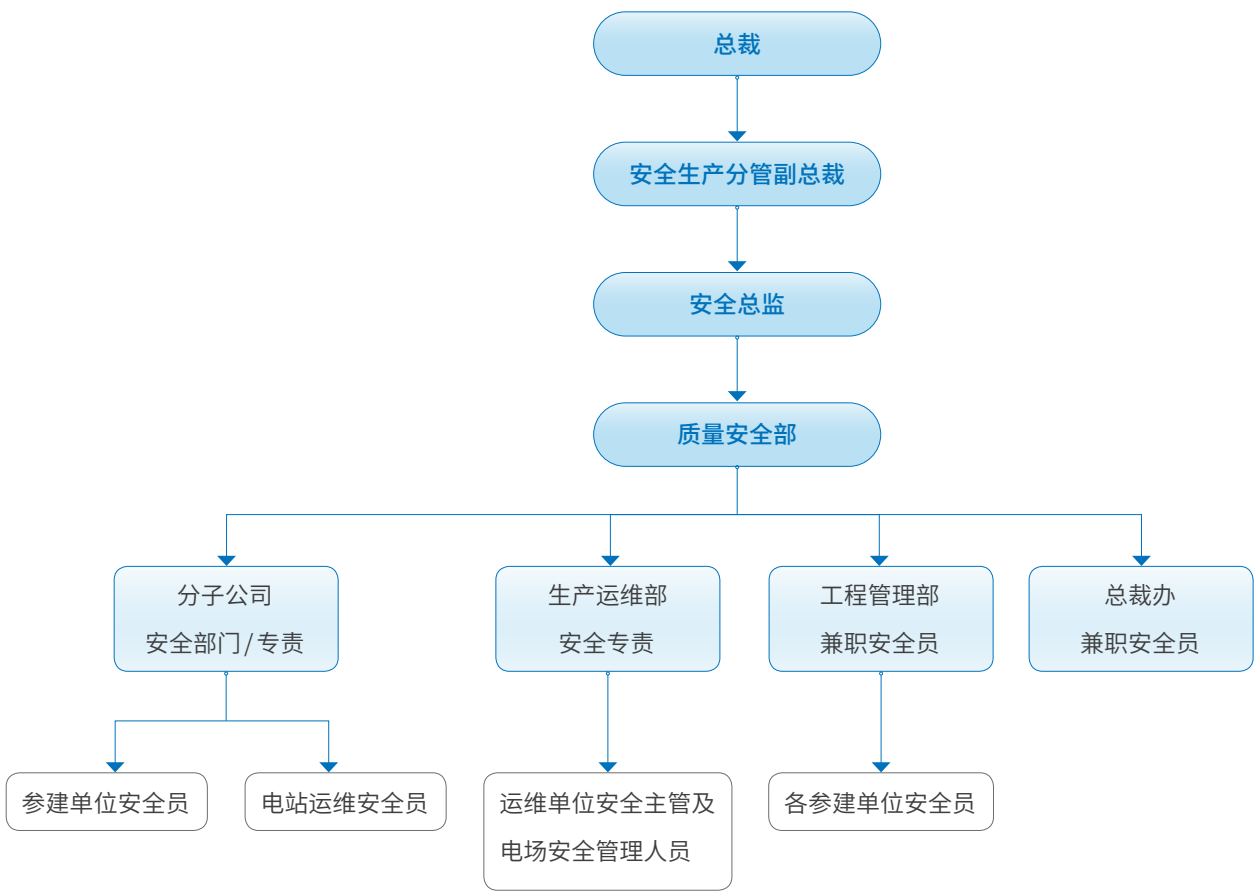 总裁
安全生产分管副总裁
安全总监
质量安全部
分子公司
安全部门/专责
生产运维部
安全专责
工程管理部
兼职安全员
总裁办
兼职安全员
参建单位安全员
电站运维安全员
运维单位安全主管及
电场安全管理人员
各参建单位安全员